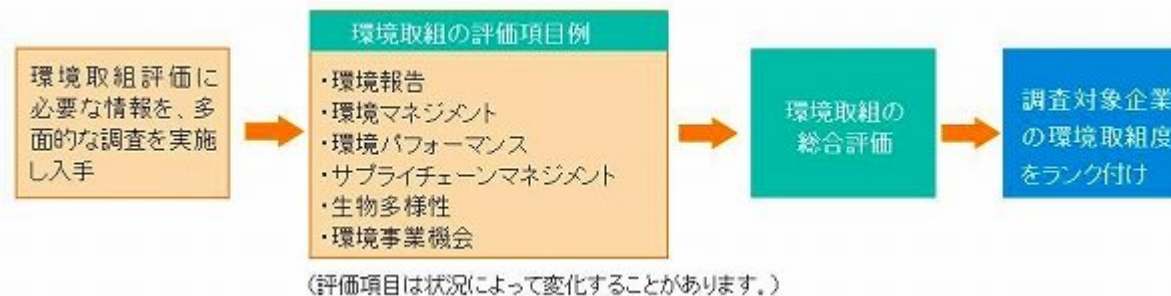 環境取組評価に
必要な情報を、多
面的な調査を実施
し入手
環境取組の評価項目例
・環境報告
・環境マネジメント
・環境パフォーマンス
・サプライチェーンマネジメント
・生物多様性
・環境事業機会
環境取組の
総合評価
調査対象企業
の環境取組度
をランク付け
（評価項目は状況によって変化することがあります。）